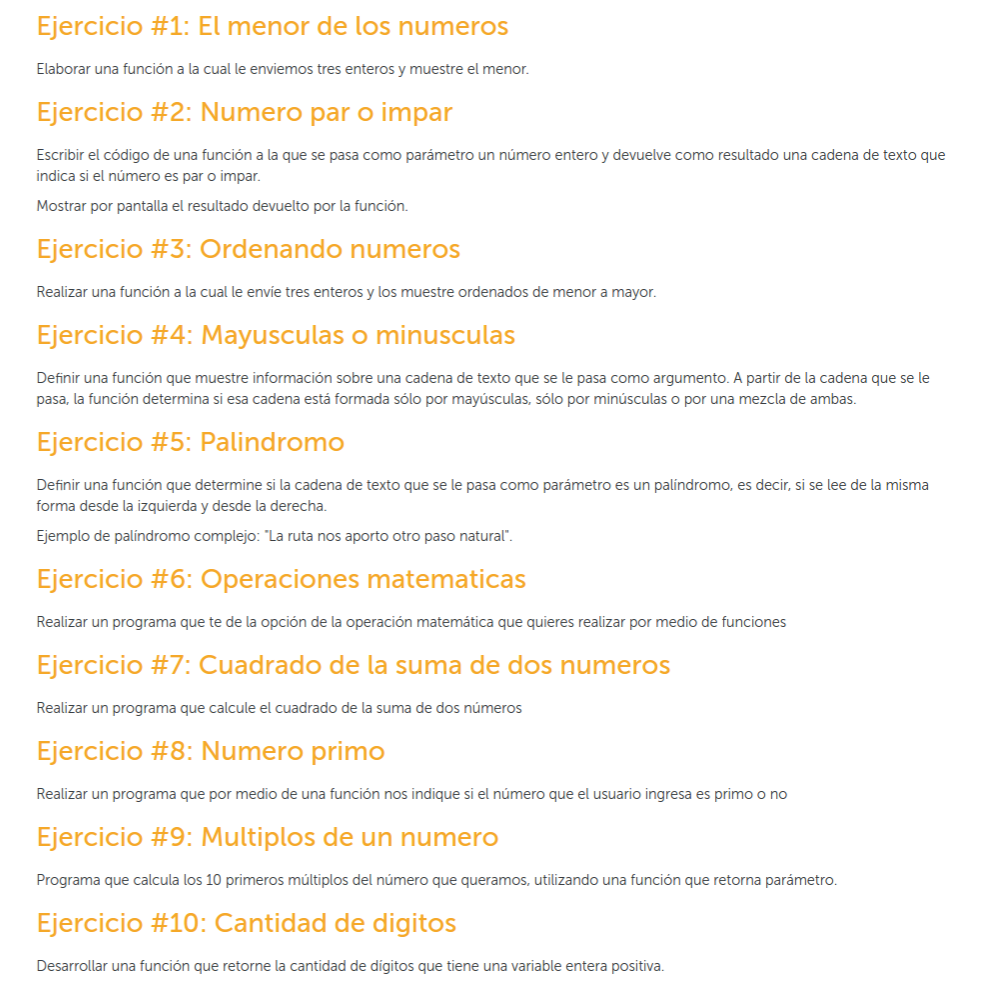 Ejercicio #1: El menor de los numeros
Elaborar una función a la cual le enviemos tres enteros y muestre el menor.
Ejercicio #2: Numero par o impar
Escribir el código de una función a la que se pasa como parámetro un número entero y devuelve como resultado una cadena de texto que
indica si el número es par o impar.
Mostrar por pantalla el resultado devuelto por la función.
Ejercicio #3: Ordenando numeros
Realizar una función a la cual le envíe tres enteros y los muestre ordenados de menor a mayor.
Ejercicio #4: Mayusculas o minusculas
Definir una función que muestre información sobre una cadena de texto que se le pasa como argumento. A partir de la cadena que se le
pasa, la función determina si esa cadena está formada sólo por mayúsculas, sólo por minúsculas o por una mezcla de ambas.
Ejercicio #5: Palindromo
Definir una función que determine si la cadena de texto que se le pasa como parámetro es un palíndromo, es decir, si se lee de la misma
forma desde la izquierda y desde la derecha.
Ejemplo de palíndromo complejo: "La ruta nos aporto otro paso natural".
Ejercicio #6: Operaciones matematicas
Realizar un programa que te de la opción de la operación matemática que quieres realizar por medio de funciones
Ejercicio #7: Cuadrado de la suma de dos numeros
Realizar un programa que calcule el cuadrado de la suma de dos números
Ejercicio #8: Numero primo
Realizar un programa que por medio de una función nos indique si el número que el usuario ingresa es primo o no
Ejercicio #9: Multiplos de un numero
Programa que calcula los 10 primeros múltiplos del número que queramos, utilizando una función que retorna parámetro.
Ejercicio #10: Cantidad de digitos
Desarrollar una función que retorne la cantidad de dígitos que tiene una variable entera positiva.